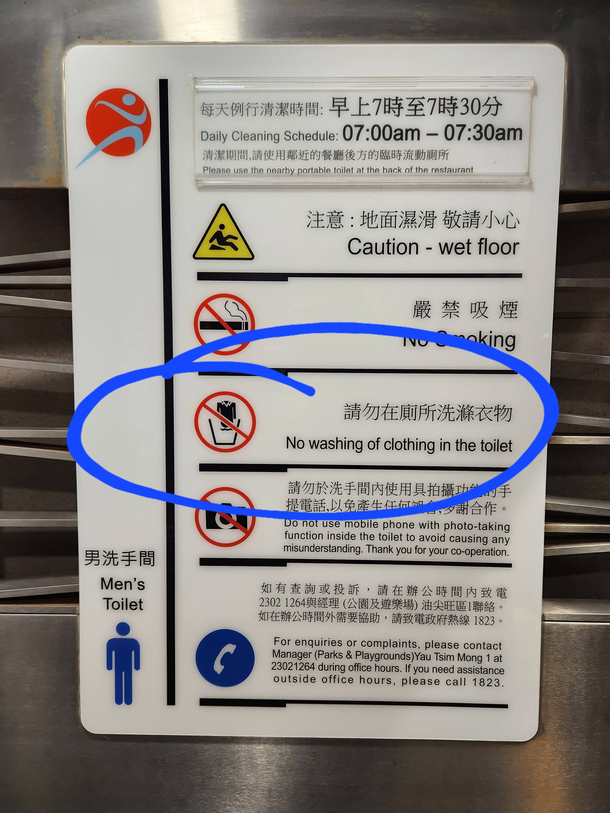 每天例行清潔時間: 早上7時至7時30分
Daily Cleaning Schedule: 07:00am – 07:30am
清潔期間,請使用鄰近的餐廳後方的臨時流動廁所
Please use the nearby portable toilet at the back of the restaurant
注意 : 地面濕滑 敬請小心
Caution - wet floor
嚴禁吸煙
No Smoking
請勿在廁所洗滌衣物
No washing of clothing in the toilet
請勿於洗手間內使用具拍攝功能的手
提電話,以免產生任何誤會,多謝合作。
Do not use mobile phone with photo-taking
function inside the toilet to avoid causing any
misunderstanding. Thank you for your co-operation.
男洗手間
Men's
Toilet
如有查詢或投訴，請在辦公時間內致電
2302 1264與經理 (公園及遊樂場) 油尖旺區1聯絡。
如在辦公時間外需要協助，請致電政府熱線 1823。
For enquiries or complaints, please contact
Manager (Parks & Playgrounds)Yau Tsim Mong 1 at
23021264 during office hours. If you need assistance
outside office hours, please call 1823.